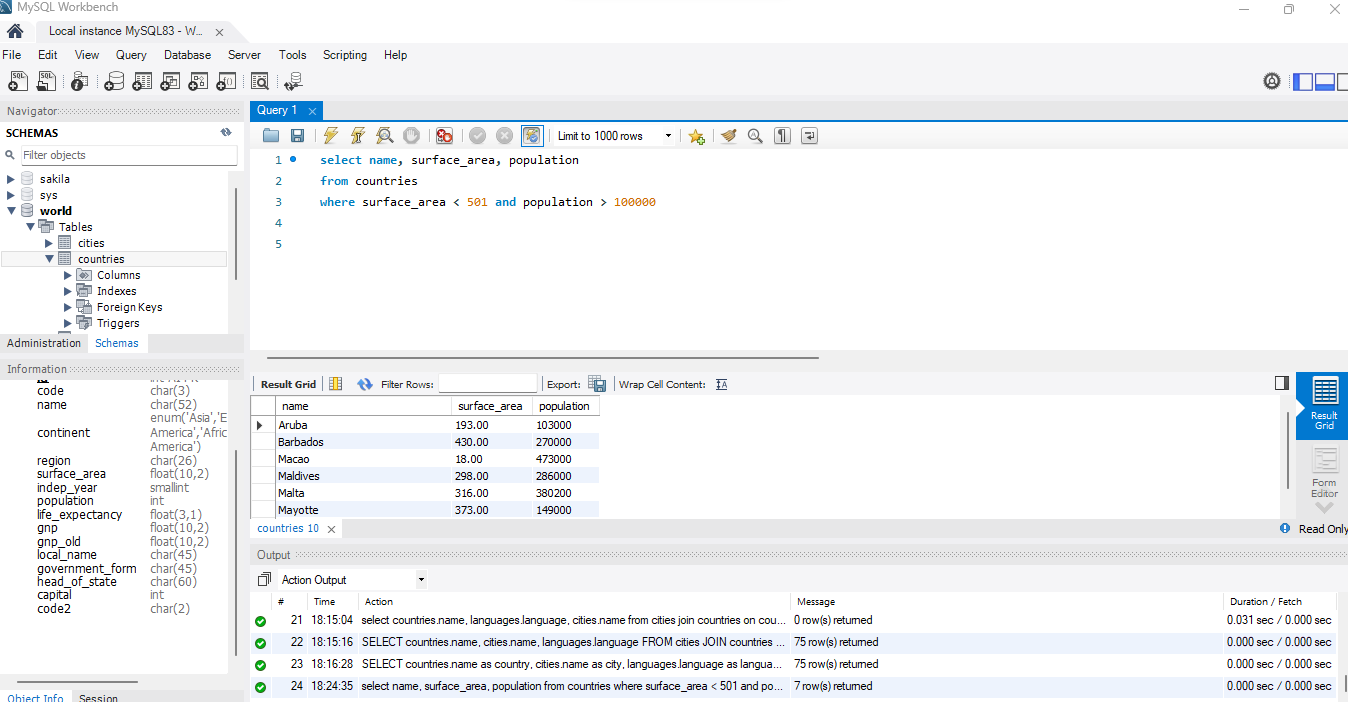 MySQL Workbench
Local instance MySQL83 - W...
File Edit View Query Database Server Tools Scripting Help
Navigator
SCHEMAS
Filter objects
sakila
sys
world
Tables
cities
countries
Columns
Indexes
Foreign Keys
Triggers
Administration Schemas
Information
code char(3)
name char(52)
enum('Asia','E
continent America','Afric
America')
region char(26)
surface_area float(10,2)
indep_year smallint
population int
life_expectancy float(3,1)
gnp float(10,2)
gnp_old float(10,2)
local_name char(45)
government_form char(45)
head_of_state char(60)
capital int
code2 char(2)
Object Info Session
Query 1
Limit to 1000 rows
1 select name, surface_area, population
2 from countries
3 where surface_area < 501 and population > 100000
4
5
Result Grid Filter Rows: Export: Wrap Cell Content:
name surface_area population
Aruba 193.00 103000
Barbados 430.00 270000
Macao 18.00 473000
Maldives 298.00 286000
Malta 316.00 380200
Mayotte 373.00 149000
Result
Grid
Form
Editor
countries 10
Read Only
Output
Action Output
# Time Action Message Duration / Fetch
21 18:15:04 select countries.name, languages.language, cities.name from cities join countries on cou... 0 row(s) returned 0.031 sec / 0.000 sec
22 18:15:16 SELECT countries.name, cities.name, languages.language FROM cities JOIN countries ... 75 row(s) returned 0.000 sec / 0.000 sec
23 18:16:28 SELECT countries.name as country, cities.name as city, languages.language as langua... 75 row(s) returned 0.000 sec / 0.000 sec
24 18:24:35 select name, surface_area, population from countries where surface_area < 501 and po... 7 row(s) returned 0.000 sec / 0.000 sec